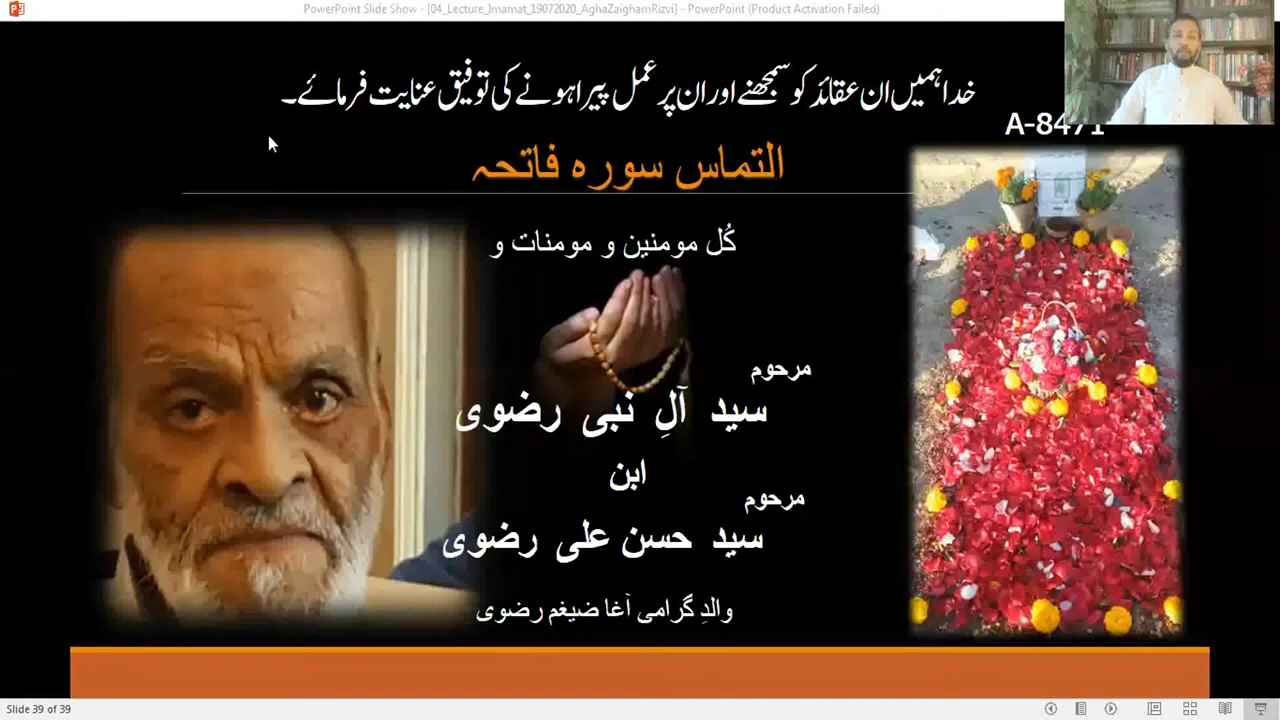 PowerPoint Slide Show - [04_Lecture_Imamat_19072020_AghaZaighamRizvi] - PowerPoint (Product Activation Failed)
خدا ہمیں ان عقائد کو سمجھنے اور ان پر عمل پیرا ہونے کی توفیق عنایت فرمائے۔
A-8471
التماس سورہ فاتحہ
کُل مومنین و مومنات و
مرحوم
سید آلِ نبی رضوی
ابن
مرحوم
سید حسن علی رضوی
والدِ گرامی آغا ضیغم رضوی
Slide 39 of 39